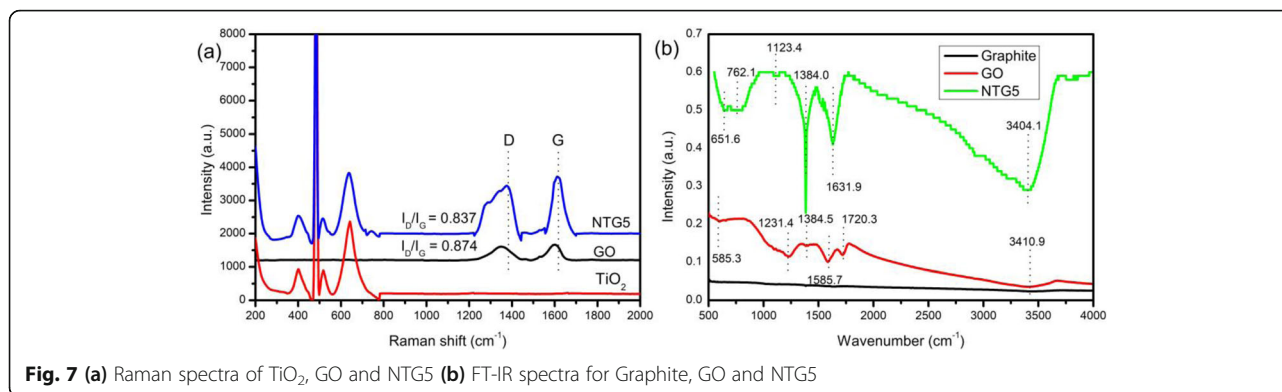 (a)
8000
7000
6000
5000
4000
3000
2000
1000
0
Intensity (a.u.)
D
G
I_D/I_G = 0.837
NTG5
I_D/I_G = 0.874
GO
TiO₂
200 400 600 800 1000 1200 1400 1600 1800 2000
Raman shift (cm⁻¹)
(b)
0.7
0.6
0.5
0.4
0.3
0.2
0.1
0.0
Intensity (a.u.)
Graphite
GO
NTG5
1123.4
762.1
1384.0
651.6
3404.1
1631.9
1231.4
1384.5
1720.3
3410.9
585.3
1585.7
500 1000 1500 2000 2500 3000 3500 4000
Wavenumber (cm⁻¹)
Fig. 7 (a) Raman spectra of TiO₂, GO and NTG5 (b) FT-IR spectra for Graphite, GO and NTG5